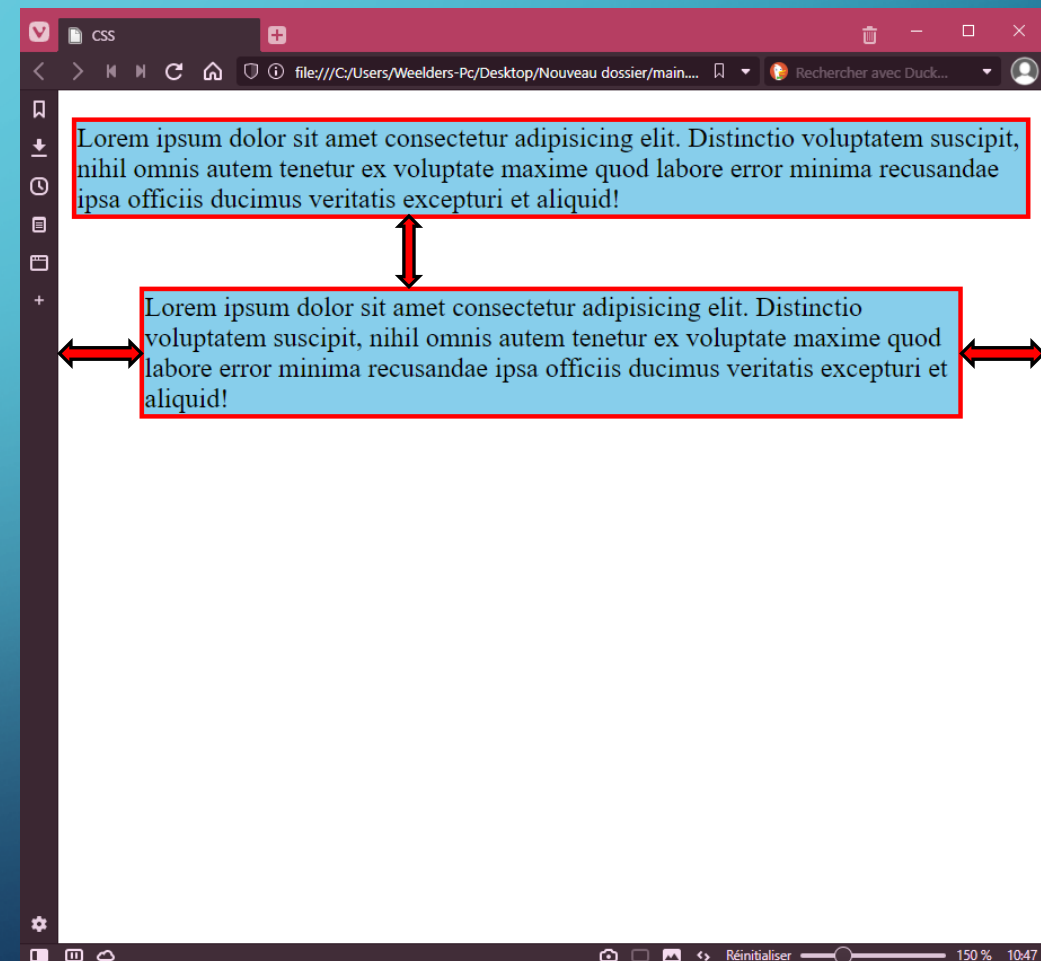 CSS
file:///C:/Users/Weelders-Pc/Desktop/Nouveau dossier/main....
Rechercher avec Duck...
Lorem ipsum dolor sit amet consectetur adipisicing elit. Distinctio voluptatem suscipit,
nihil omnis autem tenetur ex voluptate maxime quod labore error minima recusandae
ipsa officiis ducimus veritatis excepturi et aliquid!
Lorem ipsum dolor sit amet consectetur adipisicing elit. Distinctio
voluptatem suscipit, nihil omnis autem tenetur ex voluptate maxime quod
labore error minima recusandae ipsa officiis ducimus veritatis excepturi et
aliquid!
Réinitialiser 150 % 10:47